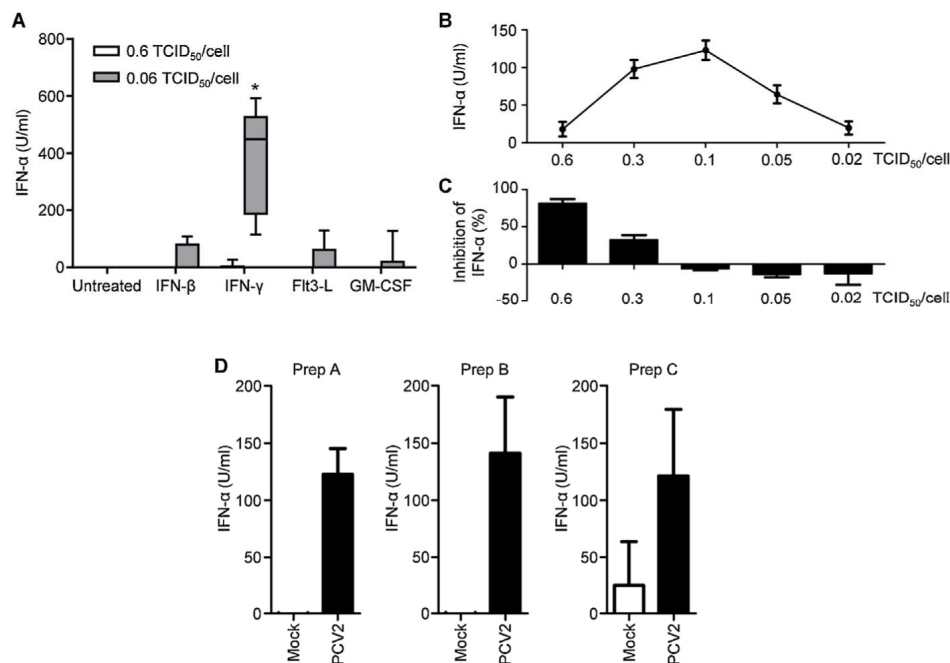 A
800
600
400
200
0
IFN-α (U/ml)
0.6 TCID₅₀/cell
0.06 TCID₅₀/cell
*
Untreated IFN-β IFN-γ Flt3-L GM-CSF
B
150
100
50
0
IFN-α (U/ml)
0.6 0.3 0.1 0.05 0.02 TCID₅₀/cell
C
100
50
0
−50
Inhibition of
IFN-α (%)
0.6 0.3 0.1 0.05 0.02 TCID₅₀/cell
D
Prep A
200
150
100
50
0
IFN-α (U/ml)
Mock
PCV2
Prep B
200
150
100
50
0
IFN-α (U/ml)
Mock
PCV2
Prep C
200
150
100
50
0
IFN-α (U/ml)
Mock
PCV2